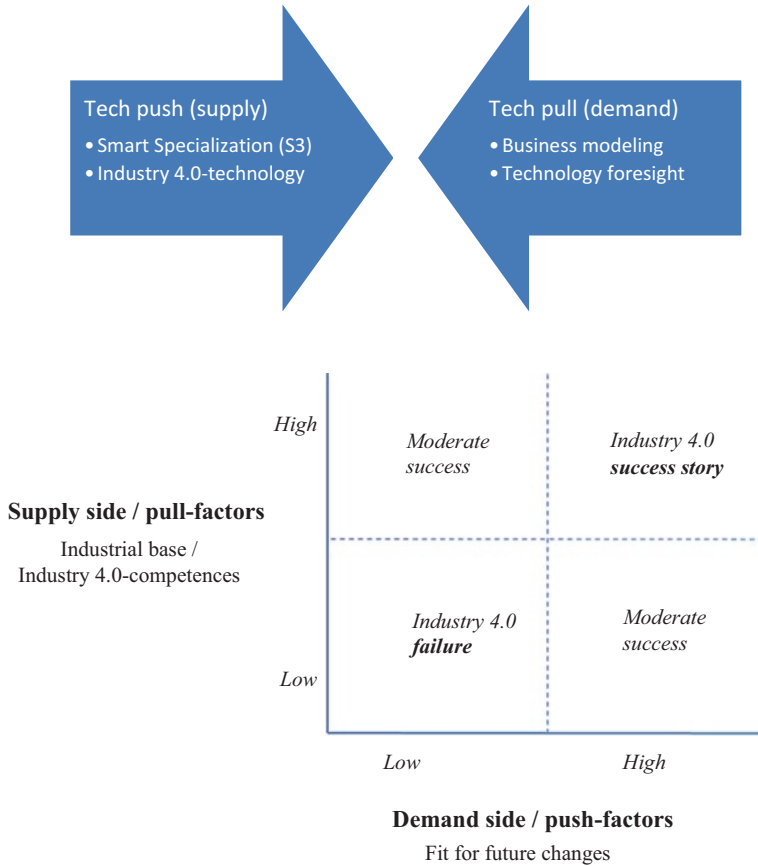 Tech push (supply)
• Smart Specialization (S3)
• Industry 4.0-technology
Tech pull (demand)
• Business modeling
• Technology foresight
High
Moderate
success
Industry 4.0
success story
Supply side / pull-factors
Industrial base /
Industry 4.0-competences
Industry 4.0
failure
Moderate
success
Low
Low
High
Demand side / push-factors
Fit for future changes